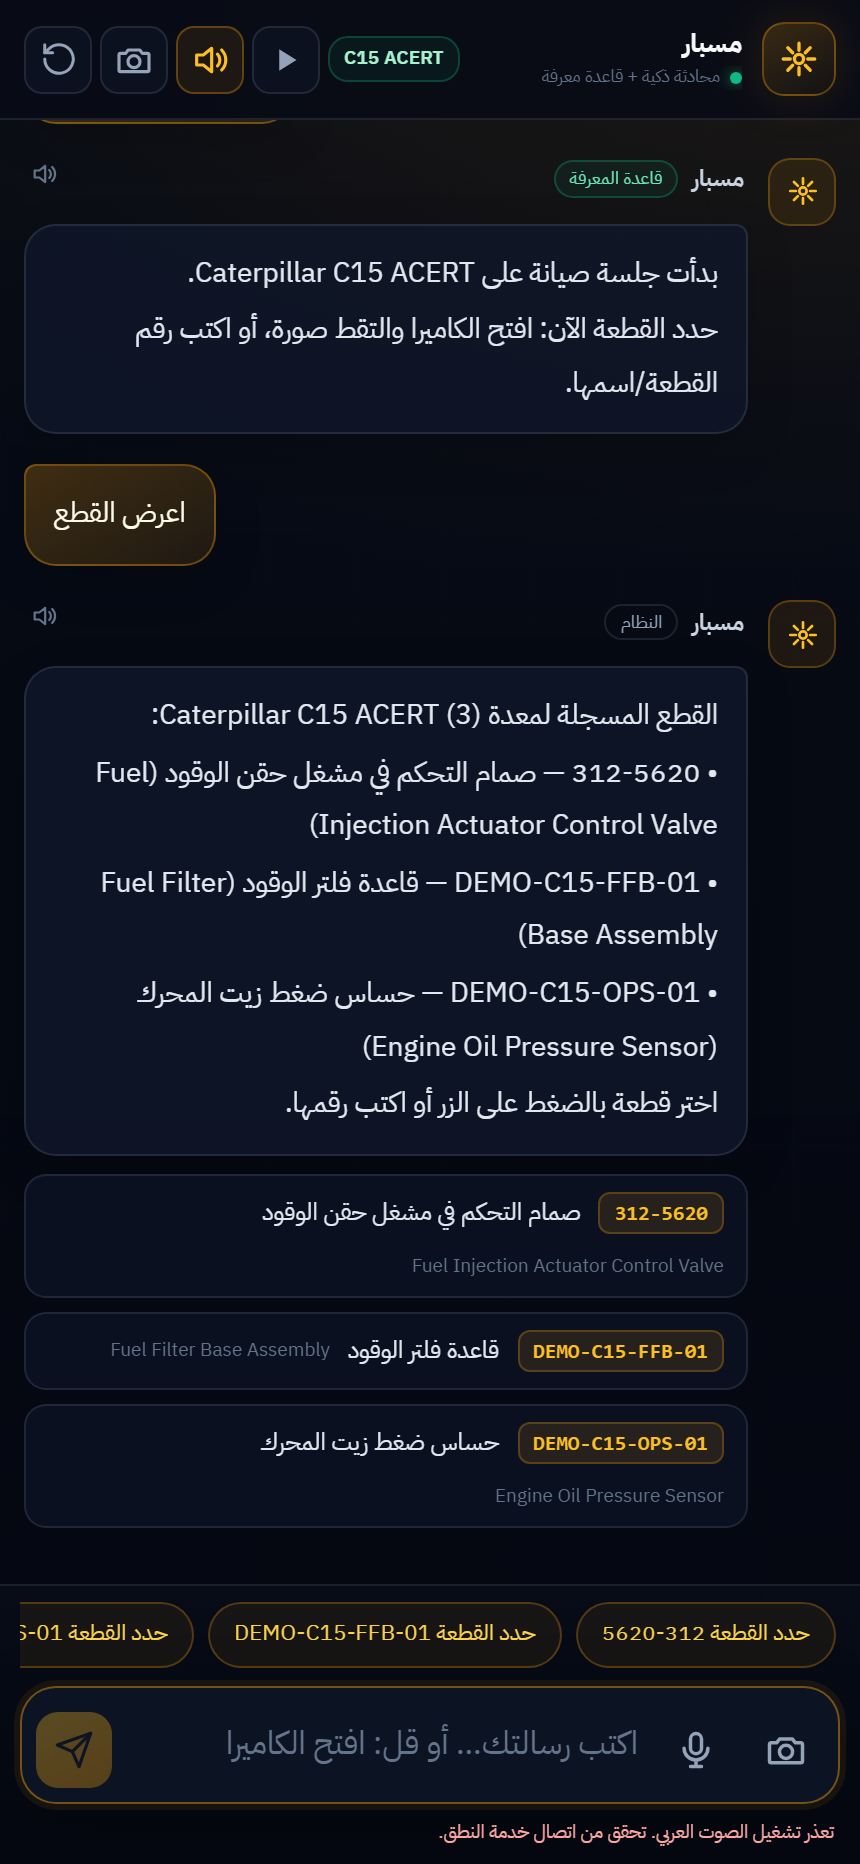 مسبار
محادثة ذكية + قاعدة معرفة
C15 ACERT
مسبار
قاعدة المعرفة
بدأت جلسة صيانة على Caterpillar C15 ACERT.
حدد القطعة الآن: افتح الكاميرا والتقط صورة، أو اكتب رقم
القطعة/اسمها.
اعرض القطع
مسبار
النظام
القطع المسجلة لمعدة Caterpillar C15 ACERT (3):
• 312-5620 — صمام التحكم في مشغل حقن الوقود (Fuel
Injection Actuator Control Valve)
• DEMO-C15-FFB-01 — قاعدة فلتر الوقود (Fuel Filter
Base Assembly)
• DEMO-C15-OPS-01 — حساس ضغط زيت المحرك
(Engine Oil Pressure Sensor)
اختر قطعة بالضغط على الزر أو اكتب رقمها.
312-5620 صمام التحكم في مشغل حقن الوقود
Fuel Injection Actuator Control Valve
DEMO-C15-FFB-01 قاعدة فلتر الوقود Fuel Filter Base Assembly
DEMO-C15-OPS-01 حساس ضغط زيت المحرك
Engine Oil Pressure Sensor
حدد القطعة 5620-312
حدد القطعة DEMO-C15-FFB-01
حدد القطعة S-01
اكتب رسالتك... أو قل: افتح الكاميرا
تعذر تشغيل الصوت العربي. تحقق من اتصال خدمة النطق.